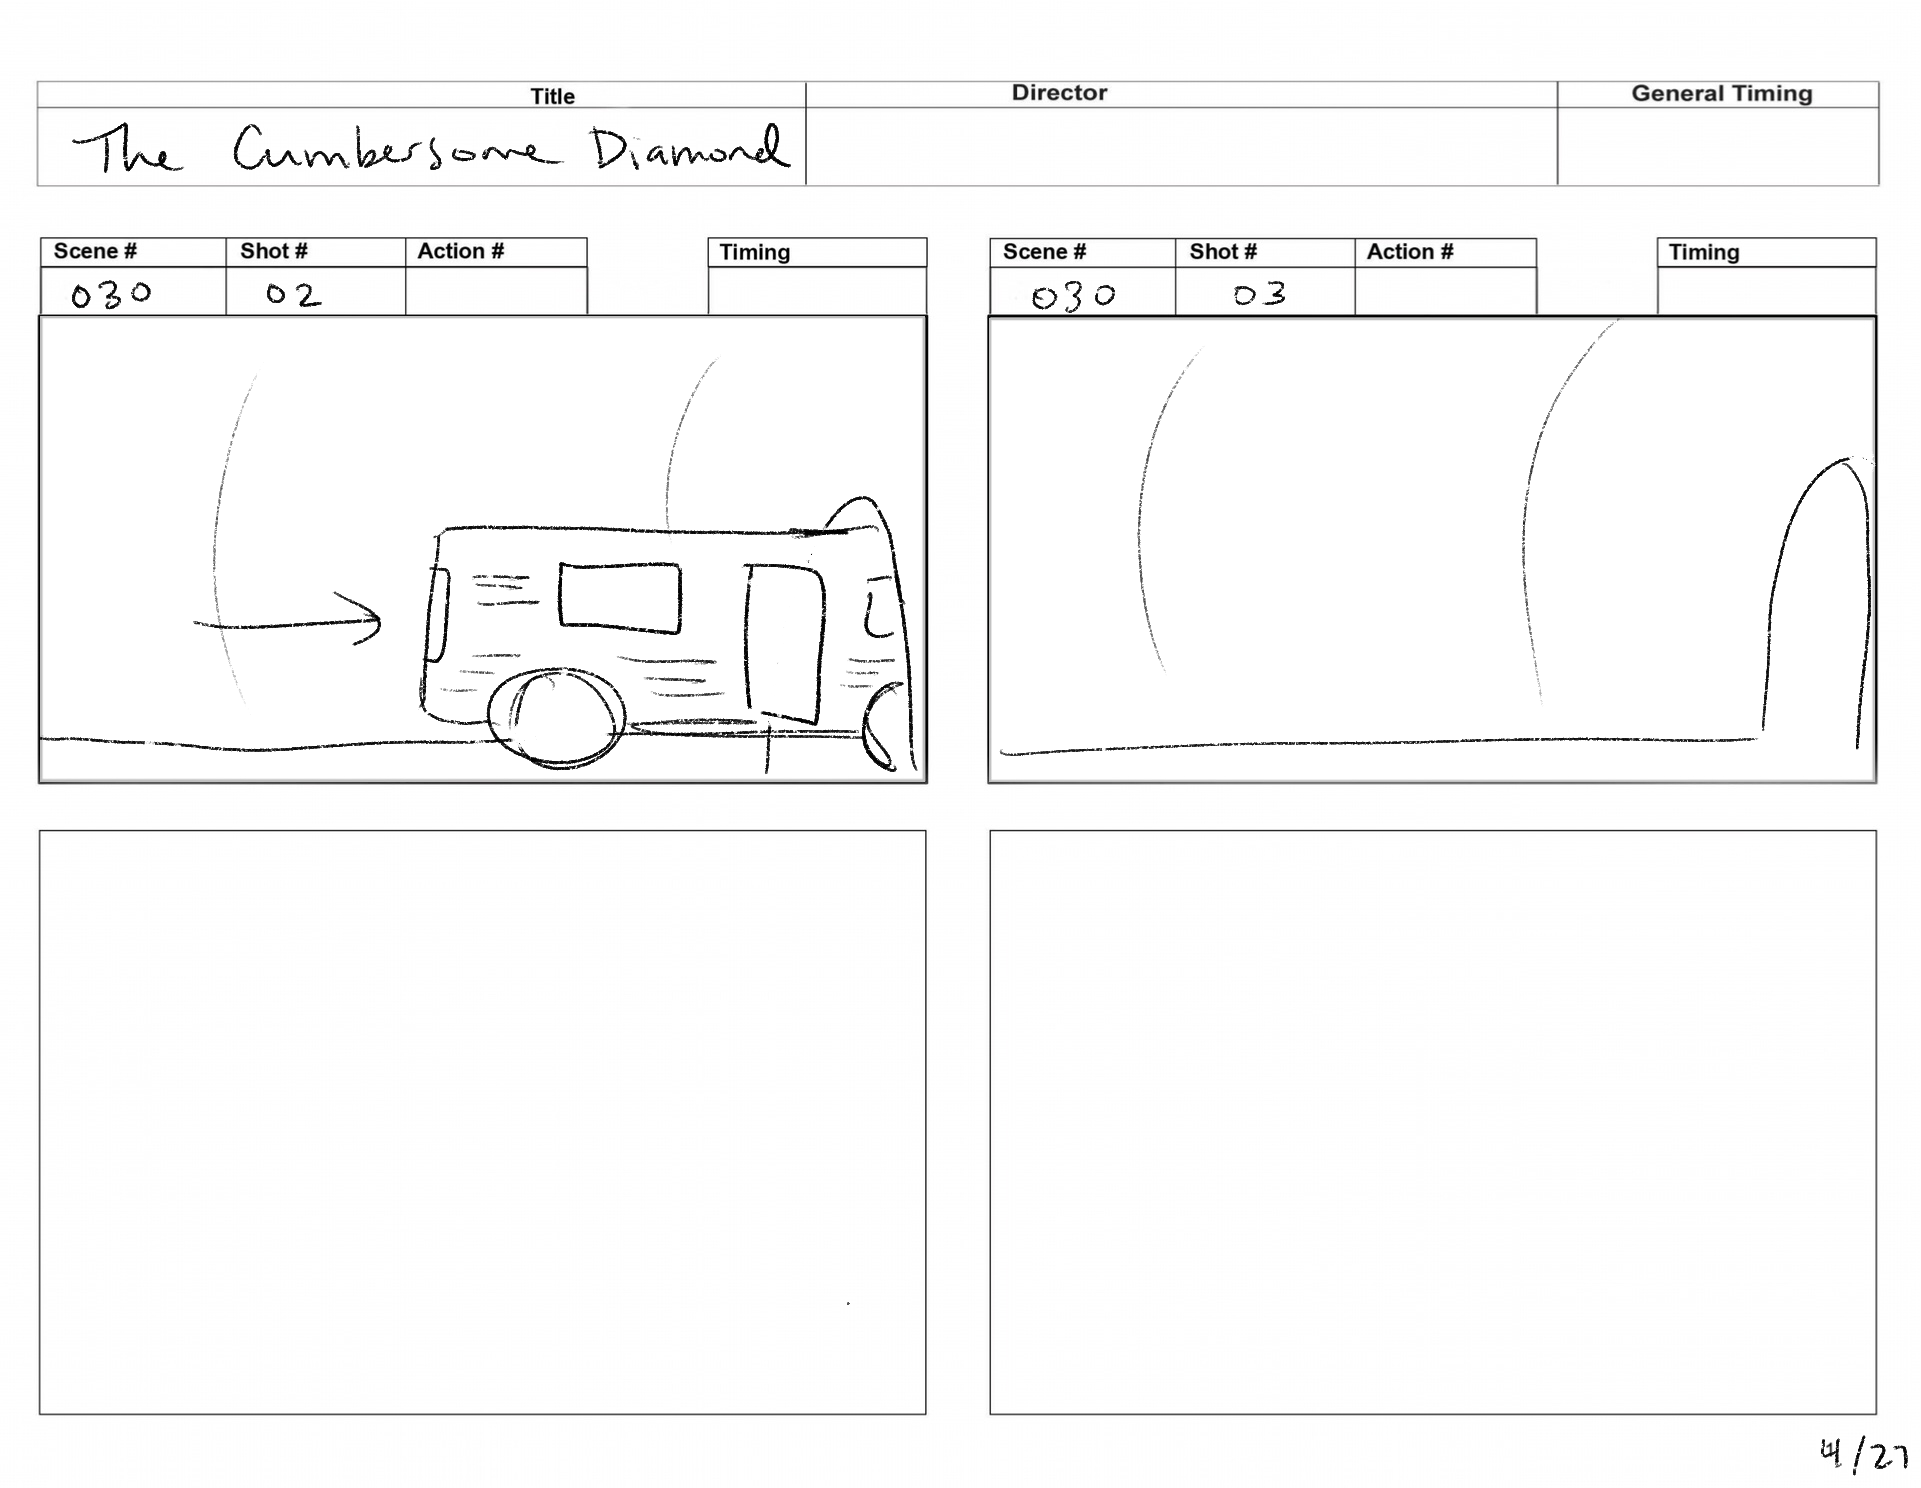 Title Director General Timing
The Cumbersome Diamond
Scene # Shot # Action # Timing
030 02
Scene # Shot # Action # Timing
030 03
4/27